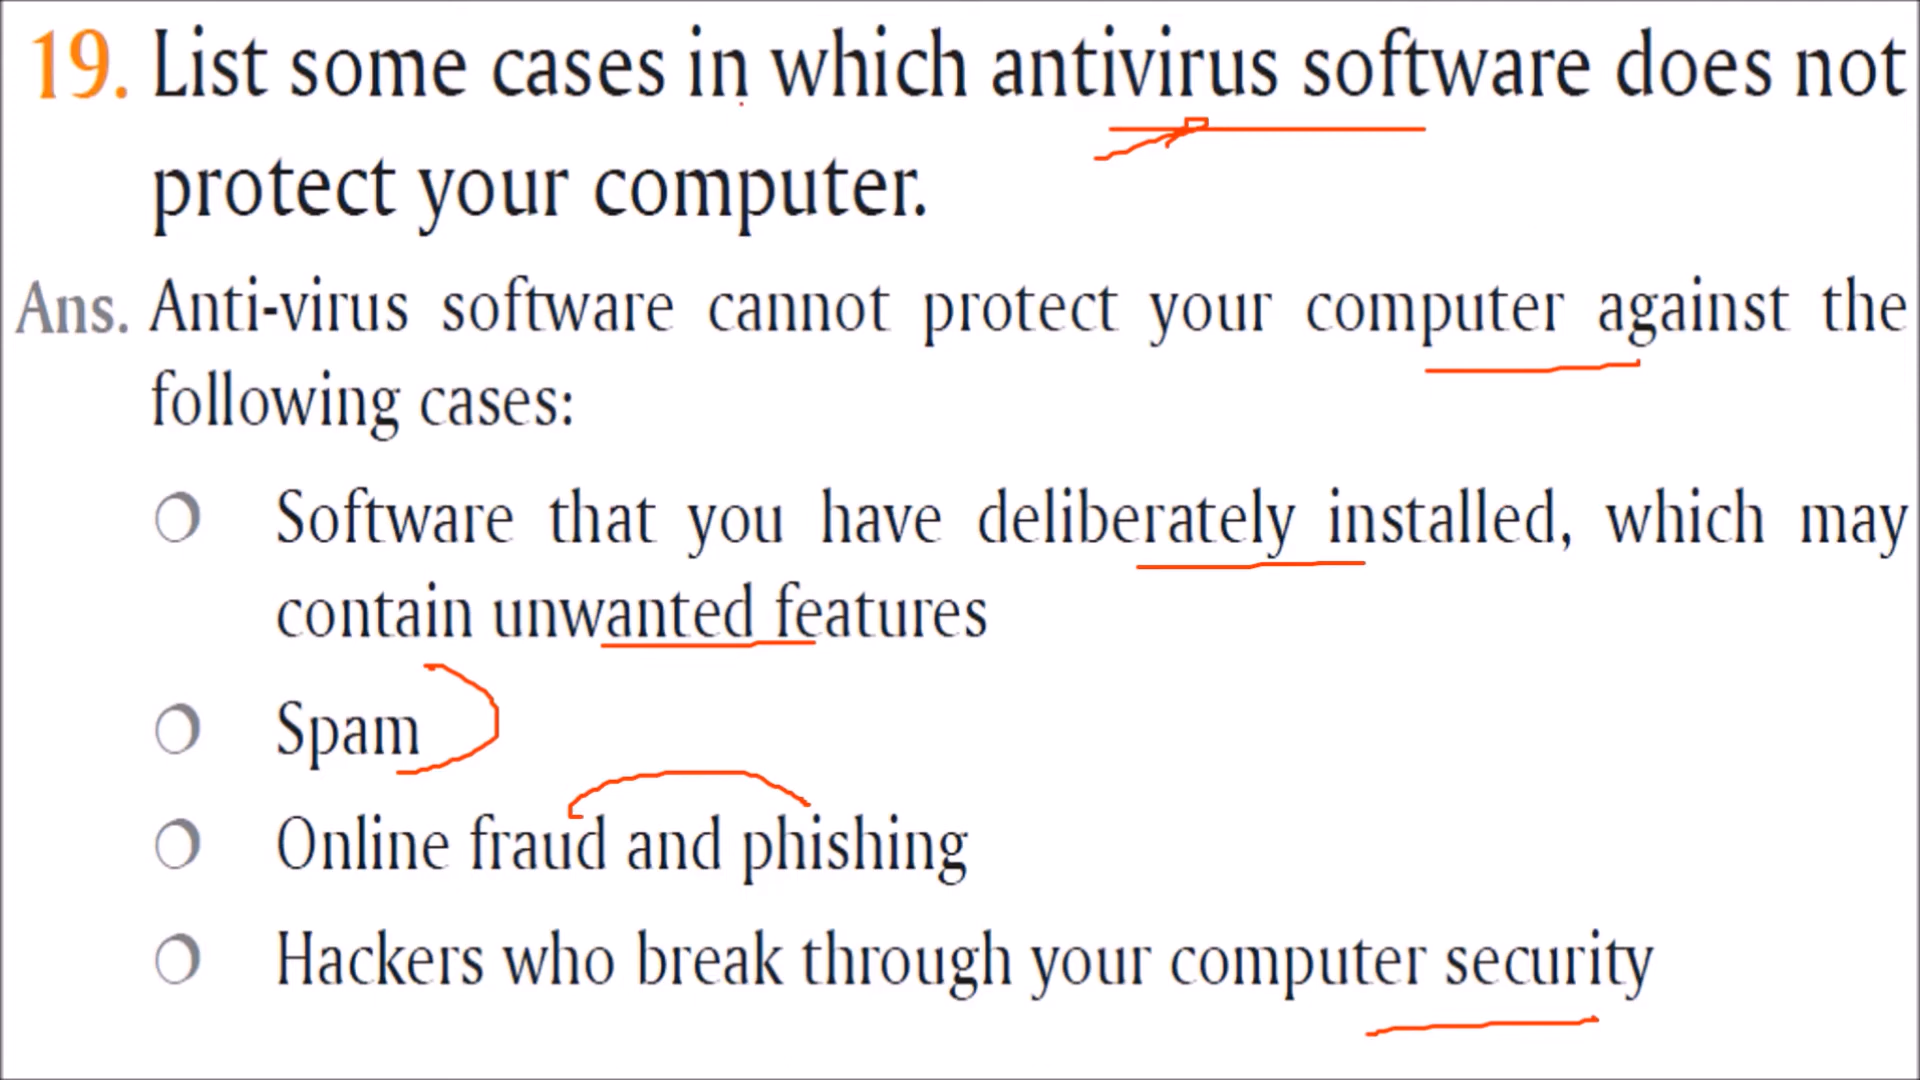 19. List some cases in which antivirus software does not
protect your computer.
Ans. Anti-virus software cannot protect your computer against the
following cases:
Software that you have deliberately installed, which may
contain unwanted features
Spam
Online fraud and phishing
Hackers who break through your computer security